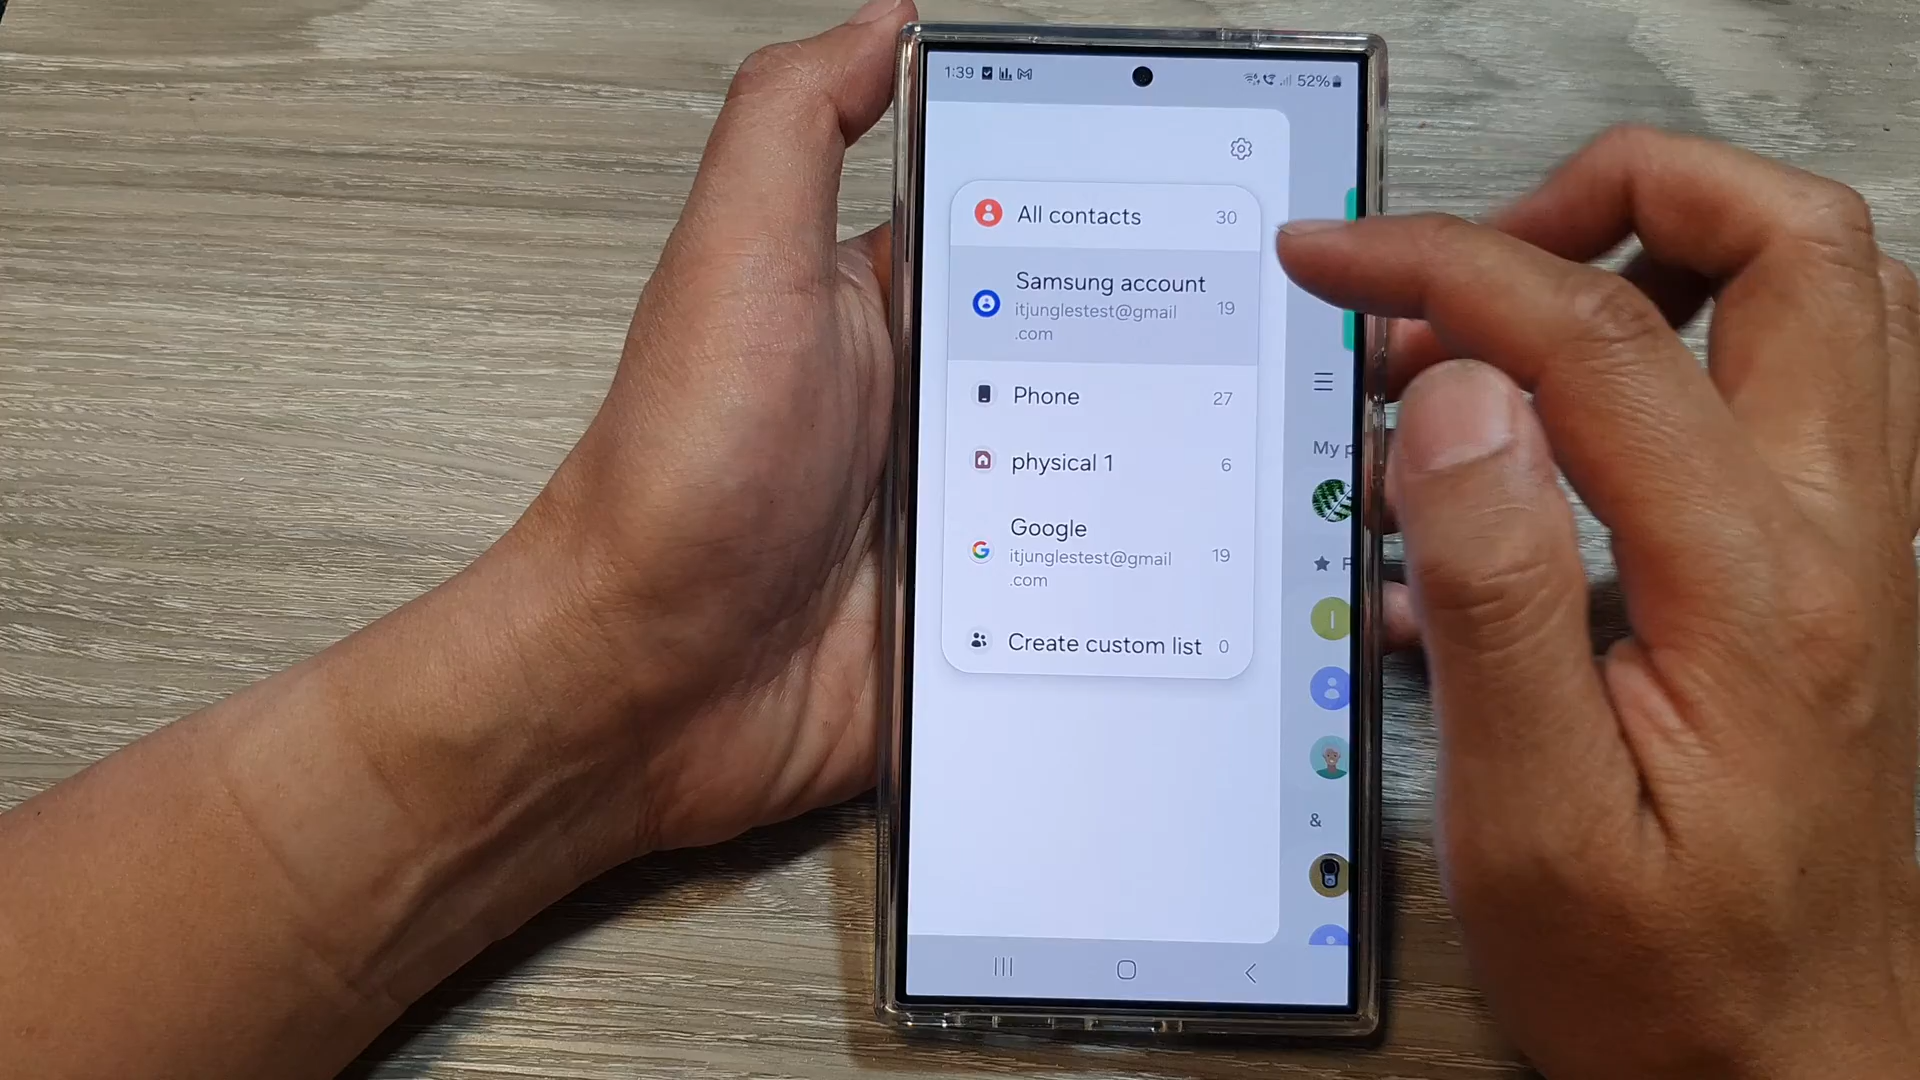 1:39 52%
All contacts 30
Samsung account
itjunglestest@gmail 19
.com
Phone 27
My p
physical 1 6
Google
itjunglestest@gmail 19
.com
F
I
Create custom list 0
&